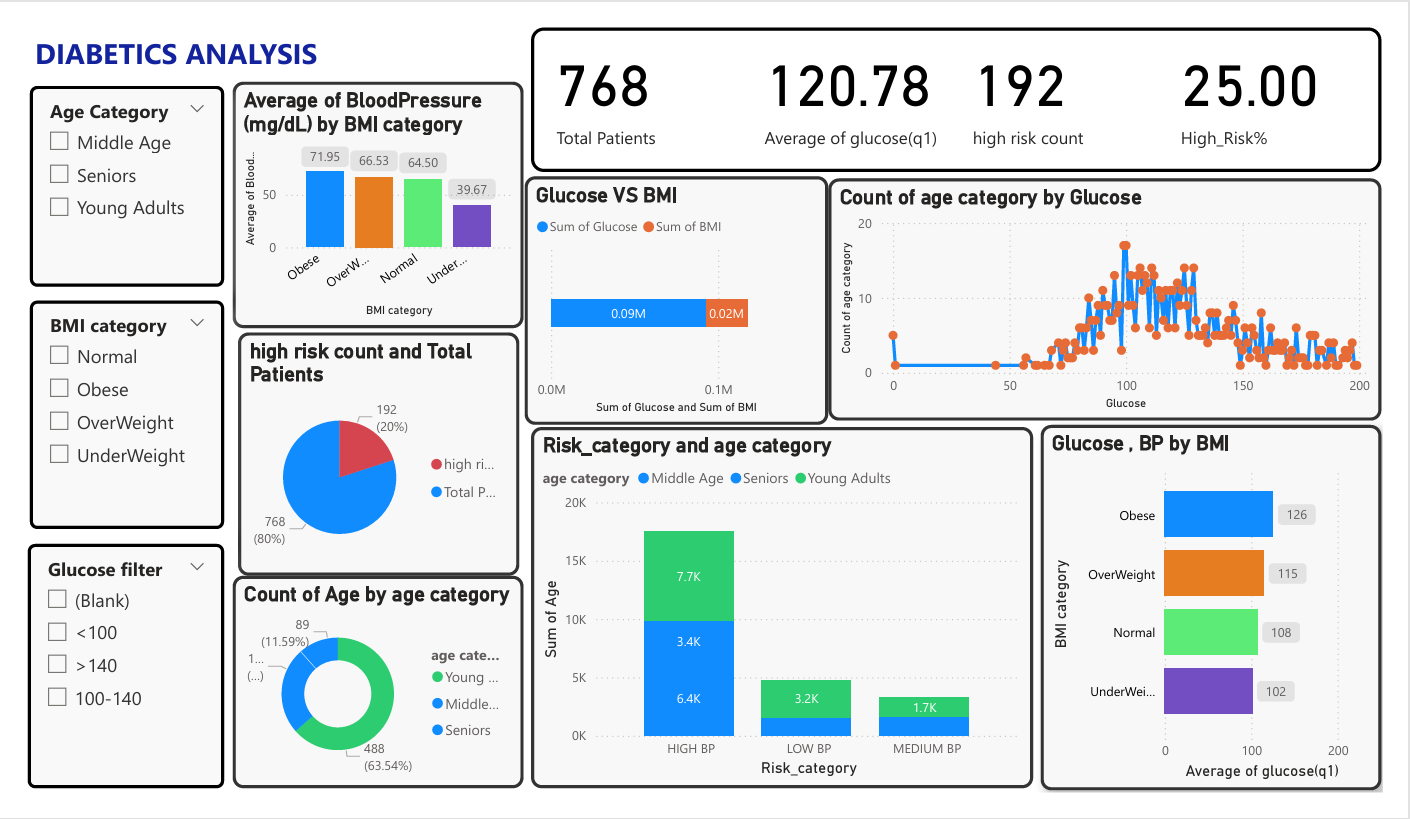 DIABETICS ANALYSIS
768
120.78
192
25.00
Total Patients
Average of glucose(q1)
high risk count
High_Risk%
Age Category
Middle Age
Seniors
Young Adults
BMI category
Normal
Obese
OverWeight
UnderWeight
Glucose filter
(Blank)
<100
>140
100-140
Average of BloodPressure
(mg/dL) by BMI category
Average of Blood...
71.95
66.53
64.50
39.67
50
0
Obese
OverW...
Normal
Under...
BMI category
high risk count and Total
Patients
192
(20%)
768
(80%)
high ri...
Total P...
Count of Age by age category
89
(11.59%)
1...
(...)
488
(63.54%)
age cate...
Young ...
Middle...
Seniors
Glucose VS BMI
Sum of Glucose
Sum of BMI
0.09M
0.02M
0.0M
0.1M
Sum of Glucose and Sum of BMI
Count of age category by Glucose
Count of age category
20
10
0
0
50
100
150
200
Glucose
Risk_category and age category
age category
Middle Age
Seniors
Young Adults
Sum of Age
20K
15K
10K
5K
0K
7.7K
3.4K
6.4K
3.2K
1.7K
HIGH BP
LOW BP
MEDIUM BP
Risk_category
Glucose , BP by BMI
BMI category
Obese
126
OverWeight
115
Normal
108
UnderWei...
102
0
100
200
Average of glucose(q1)